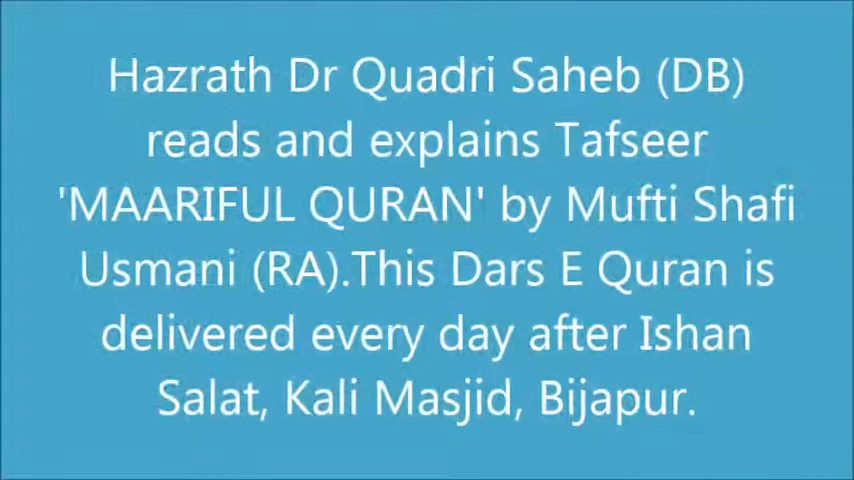 Hazrath Dr Quadri Saheb (DB)
reads and explains Tafseer
'MAARIFUL QURAN' by Mufti Shafi
Usmani (RA).This Dars E Quran is
delivered every day after Ishan
Salat, Kali Masjid, Bijapur.